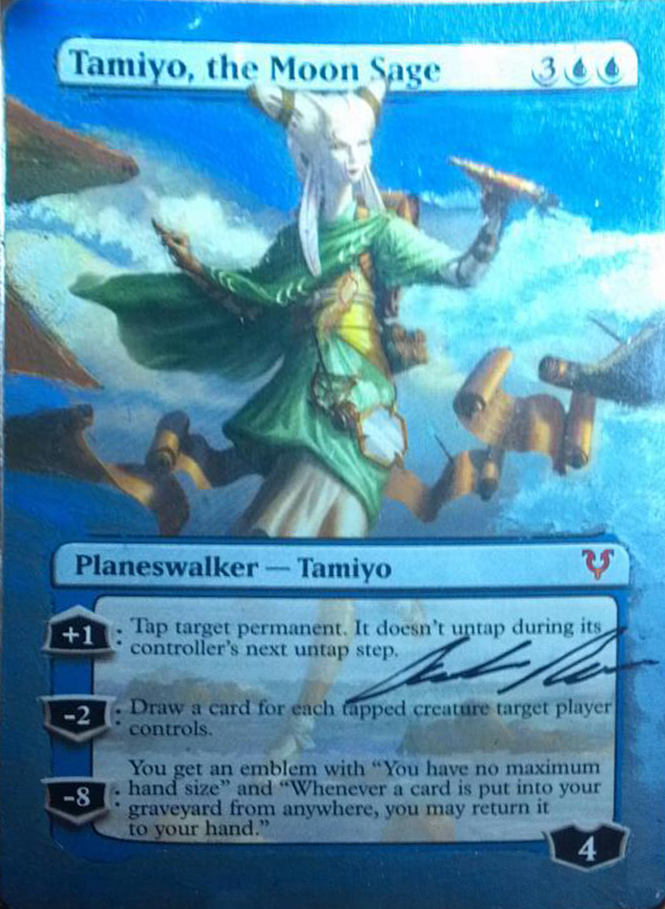 Tamiyo, the Moon Sage 3
Planeswalker — Tamiyo
+1 : Tap target permanent. It doesn't untap during its
controller's next untap step.
-2 : Draw a card for each tapped creature target player
controls.
You get an emblem with “You have no maximum
-8 : hand size” and “Whenever a card is put into your
graveyard from anywhere, you may return it
to your hand.”
4